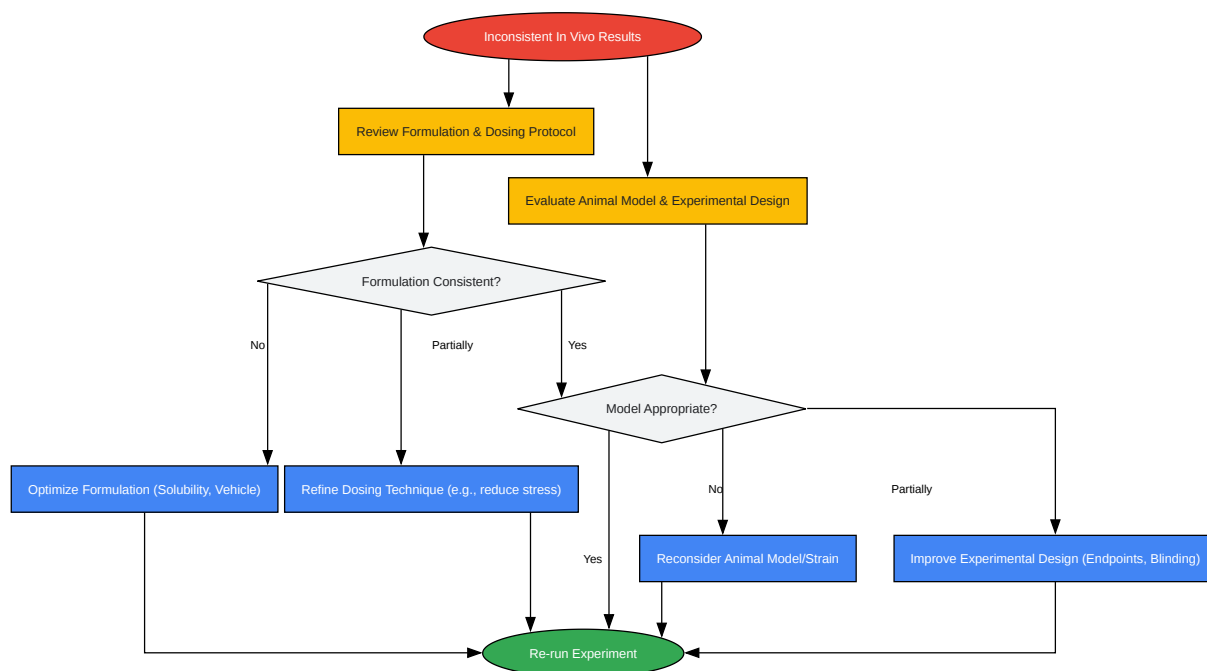 Inconsistent In Vivo Results
Review Formulation & Dosing Protocol
Evaluate Animal Model & Experimental Design
Formulation Consistent?
No
Partially
Yes
Model Appropriate?
Optimize Formulation (Solubility, Vehicle)
Refine Dosing Technique (e.g., reduce stress)
No
Partially
Yes
Reconsider Animal Model/Strain
Improve Experimental Design (Endpoints, Blinding)
Re-run Experiment